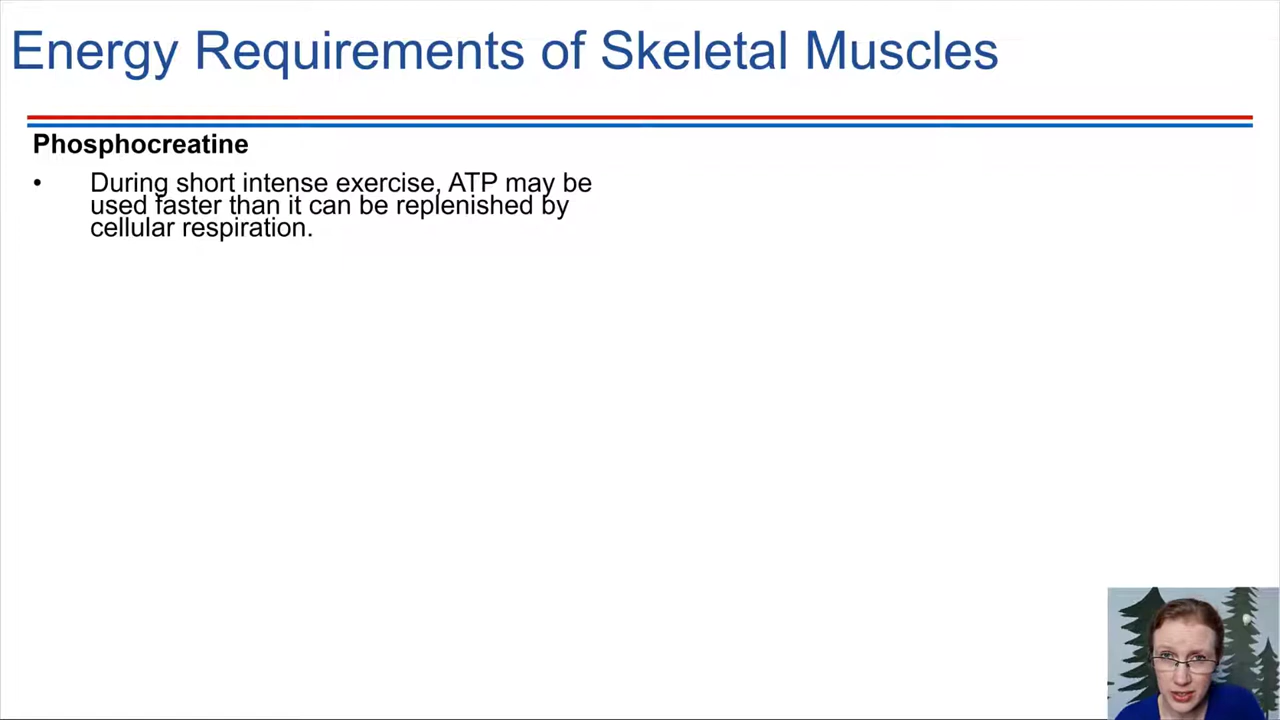 Energy Requirements of Skeletal Muscles
Phosphocreatine
• During short intense exercise, ATP may be
used faster than it can be replenished by
cellular respiration.